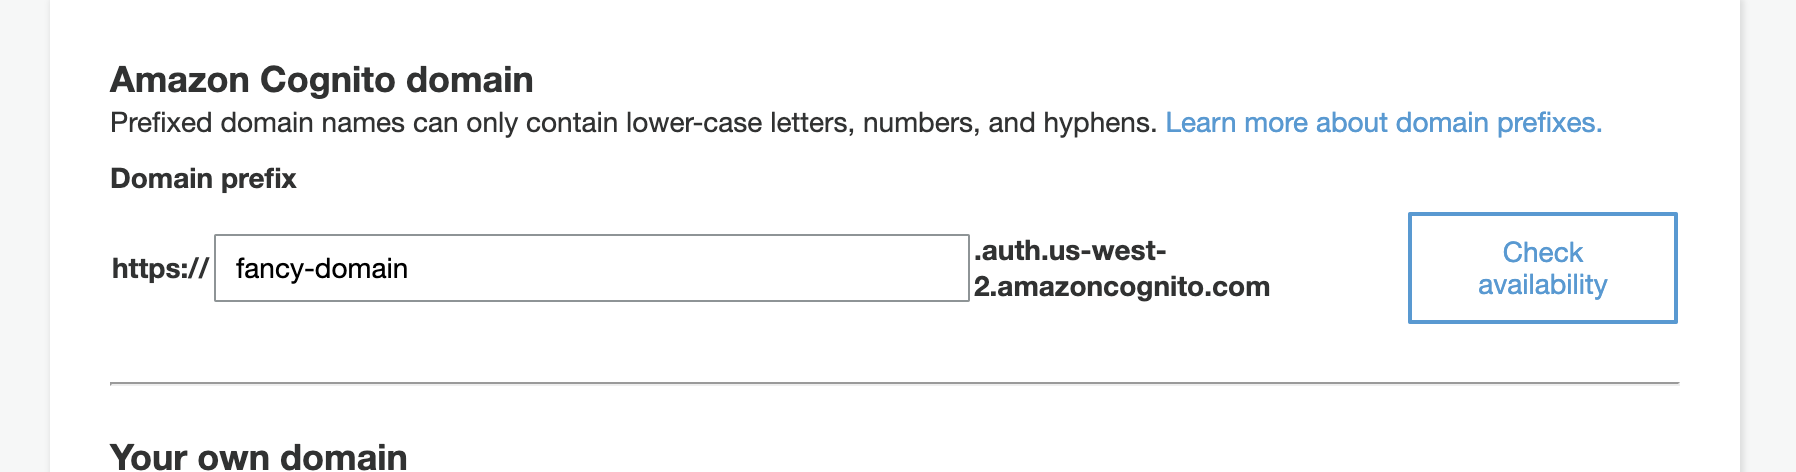 Amazon Cognito domain
Prefixed domain names can only contain lower-case letters, numbers, and hyphens. Learn more about domain prefixes.
Domain prefix
https:// fancy-domain .auth.us-west-
2.amazoncognito.com
Check
availability
Your own domain